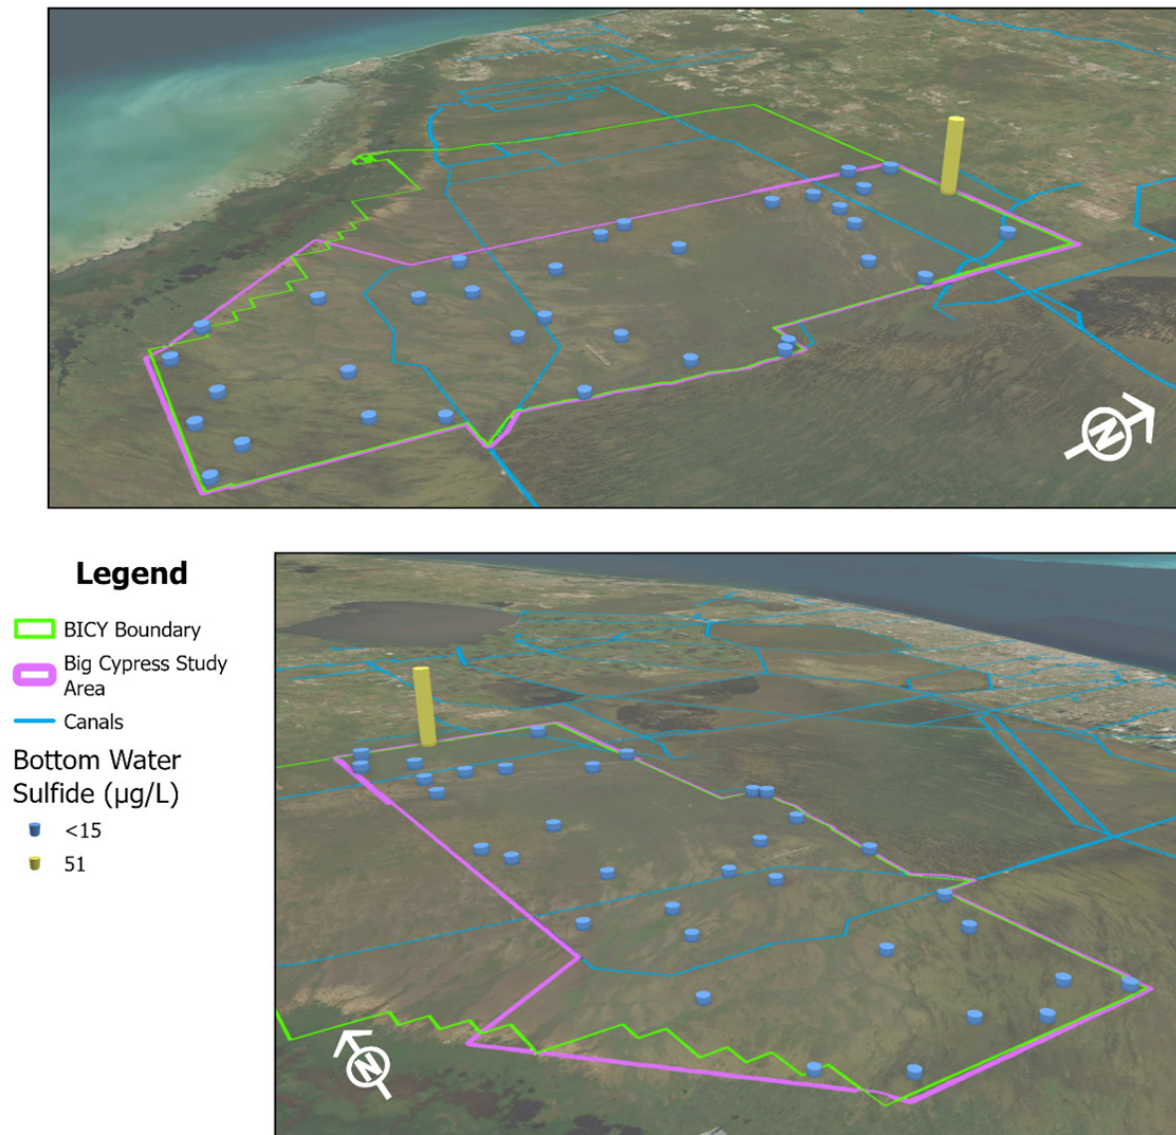 N
Legend
BICY Boundary
Big Cypress Study
Area
Canals
Bottom Water
Sulfide (µg/L)
<15
51
N